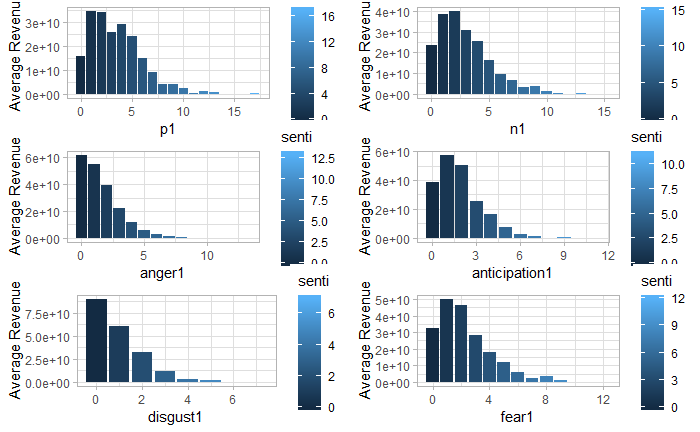 Average Revenue
3e+10
2e+10
1e+10
0e+00
0
5
10
15
p1
16
12
8
4
0
Average Revenue
4e+10
3e+10
2e+10
1e+10
0e+00
0
5
10
15
n1
15
10
5
0
Average Revenue
6e+10
4e+10
2e+10
0e+00
0
5
10
anger1
senti
12.5
10.0
7.5
5.0
2.5
0.0
Average Revenue
6e+10
4e+10
2e+10
0e+00
0
3
6
9
12
anticipation1
senti
10.0
7.5
5.0
2.5
0.0
Average Revenue
7.5e+10
5.0e+10
2.5e+10
0.0e+00
0
2
4
6
disgust1
senti
6
4
2
0
Average Revenue
5e+10
4e+10
3e+10
2e+10
1e+10
0e+00
0
4
8
12
fear1
senti
12
9
6
3
0